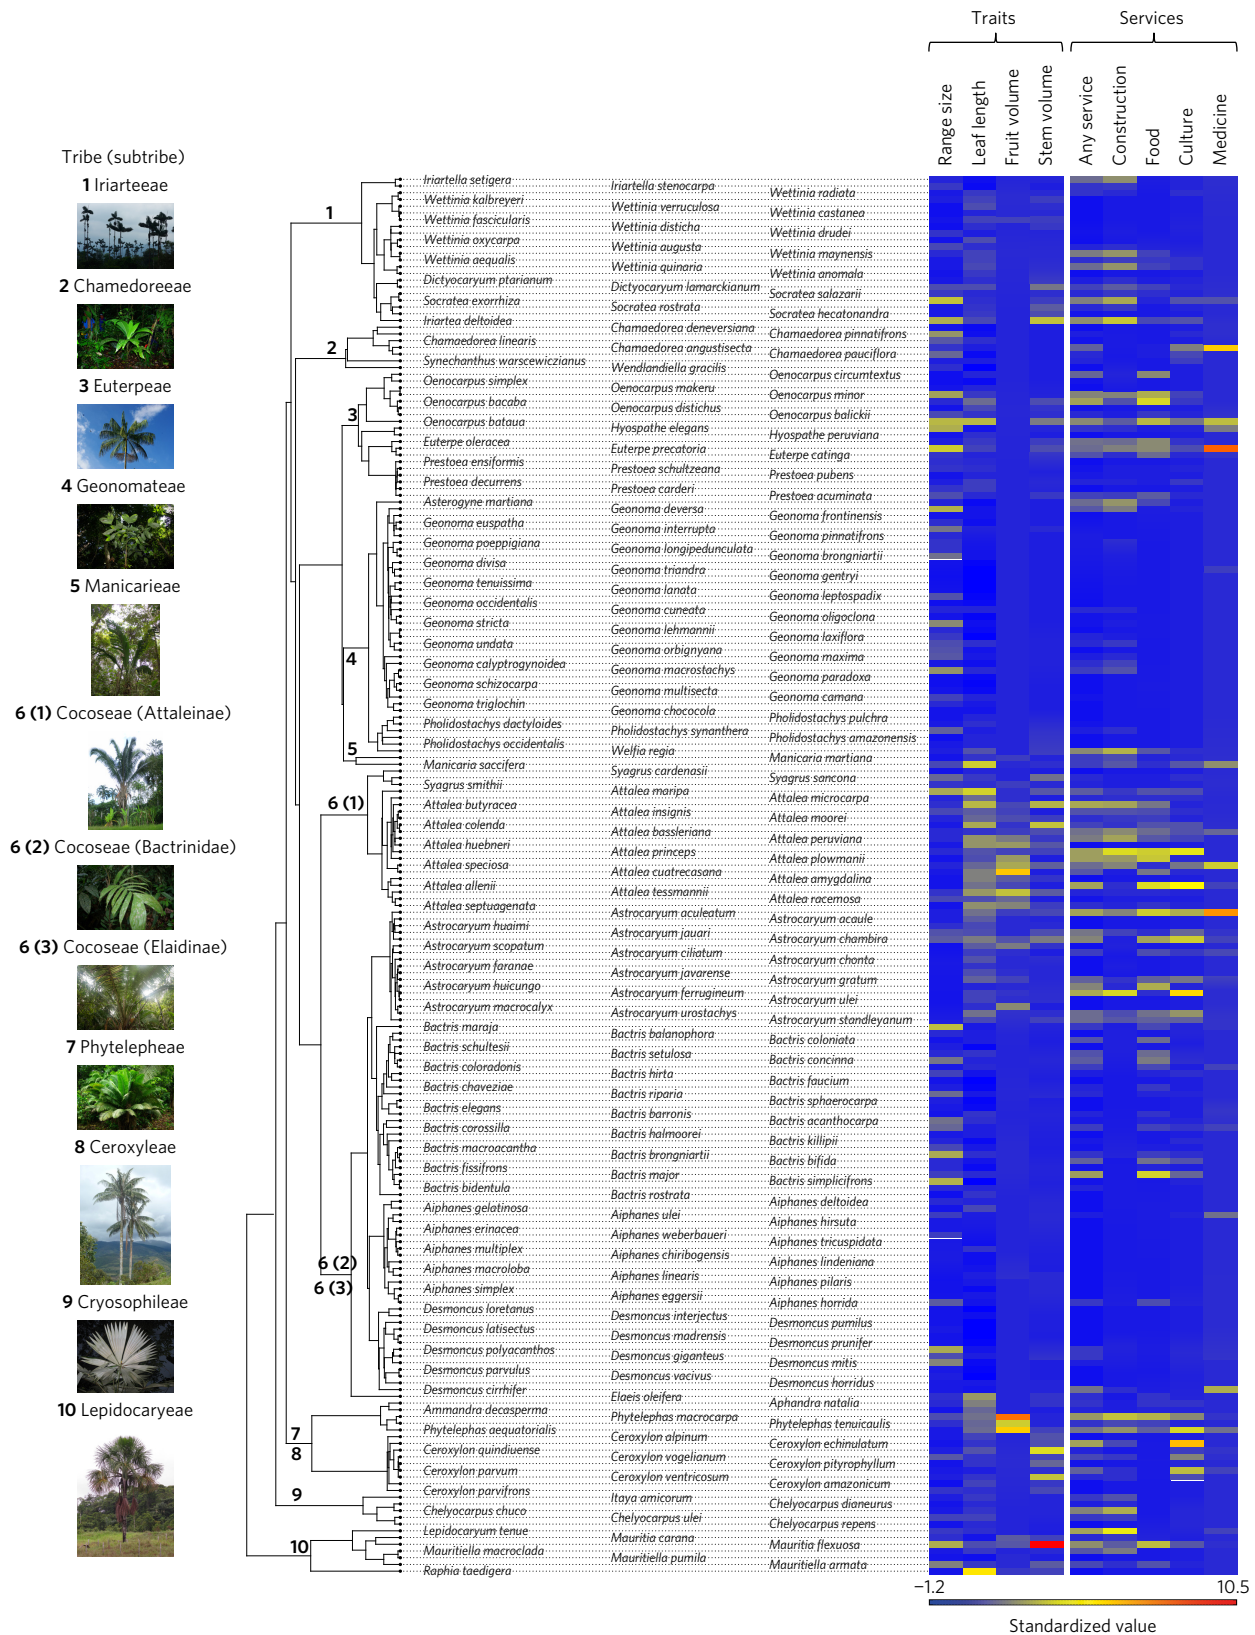 Traits
Services
Range size
Leaf length
Fruit volume
Stem volume
Any service
Construction
Food
Culture
Medicine
Tribe (subtribe)
1 Iriarteeae
2 Chamedoreeae
3 Euterpeae
4 Geonomateae
5 Manicarieae
6 (1) Cocoseae (Attaleinae)
6 (2) Cocoseae (Bactrinidae)
6 (3) Cocoseae (Elaidinae)
7 Phytelepheae
8 Ceroxyleae
9 Cryosophileae
10 Lepidocaryeae
1
2
3
4
5
6 (1)
6 (2)
6 (3)
7
8
9
10
Iriartella setigera
Iriartella stenocarpa
Wettinia radiata
Wettinia kalbreyeri
Wettinia verruculosa
Wettinia castanea
Wettinia fascicularis
Wettinia disticha
Wettinia drudei
Wettinia oxycarpa
Wettinia augusta
Wettinia maynensis
Wettinia aequalis
Wettinia quinaria
Wettinia anomala
Dictyocaryum ptarianum
Dictyocaryum lamarckianum
Socratea salazarii
Socratea exorrhiza
Socratea rostrata
Socratea hecatonandra
Iriartea deltoidea
Chamaedorea deneversiana
Chamaedorea pinnatifrons
Chamaedorea linearis
Chamaedorea angustisecta
Chamaedorea pauciflora
Synechanthus warscewiczianus
Wendlandiella gracilis
Oenocarpus circumtextus
Oenocarpus simplex
Oenocarpus makeru
Oenocarpus minor
Oenocarpus bacaba
Oenocarpus distichus
Oenocarpus balickii
Oenocarpus bataua
Hyospathe elegans
Hyospathe peruviana
Euterpe oleracea
Euterpe precatoria
Euterpe catinga
Prestoea ensiformis
Prestoea schultzeana
Prestoea pubens
Prestoea decurrens
Prestoea carderi
Prestoea acuminata
Asterogyne martiana
Geonoma deversa
Geonoma frontinensis
Geonoma euspatha
Geonoma interrupta
Geonoma pinnatifrons
Geonoma poeppigiana
Geonoma longipedunculata
Geonoma brongniartii
Geonoma divisa
Geonoma triandra
Geonoma gentryi
Geonoma tenuissima
Geonoma lanata
Geonoma leptospadix
Geonoma occidentalis
Geonoma cuneata
Geonoma oligoclona
Geonoma stricta
Geonoma lehmannii
Geonoma laxiflora
Geonoma undata
Geonoma orbignyana
Geonoma maxima
Geonoma calyptrogynoidea
Geonoma macrostachys
Geonoma paradoxa
Geonoma schizocarpa
Geonoma multisecta
Geonoma camana
Geonoma triglochin
Geonoma chococola
Pholidostachys pulchra
Pholidostachys dactyloides
Pholidostachys synanthera
Pholidostachys amazonensis
Pholidostachys occidentalis
Welfia regia
Manicaria martiana
Manicaria saccifera
Syagrus cardenasii
Syagrus sancona
Syagrus smithii
Attalea maripa
Attalea microcarpa
Attalea butyracea
Attalea insignis
Attalea moorei
Attalea colenda
Attalea bassleriana
Attalea peruviana
Attalea huebneri
Attalea princeps
Attalea plowmanii
Attalea speciosa
Attalea cuatrecasana
Attalea amygdalina
Attalea allenii
Attalea tessmannii
Attalea racemosa
Attalea septuagenata
Astrocaryum aculeatum
Astrocaryum acaule
Astrocaryum huaimi
Astrocaryum jauari
Astrocaryum chambira
Astrocaryum scopatum
Astrocaryum ciliatum
Astrocaryum chonta
Astrocaryum faranae
Astrocaryum javarense
Astrocaryum gratum
Astrocaryum huicungo
Astrocaryum ferrugineum
Astrocaryum ulei
Astrocaryum macrocalyx
Astrocaryum urostachys
Astrocaryum standleyanum
Bactris maraja
Bactris balanophora
Bactris coloniata
Bactris schultesii
Bactris setulosa
Bactris concinna
Bactris coloradonis
Bactris hirta
Bactris faucium
Bactris chaveziae
Bactris riparia
Bactris sphaerocarpa
Bactris elegans
Bactris barronis
Bactris acanthocarpa
Bactris corossilla
Bactris halmoorei
Bactris killipii
Bactris macroacantha
Bactris brongniartii
Bactris bifida
Bactris fissifrons
Bactris major
Bactris simplicifrons
Bactris bidentula
Bactris rostrata
Aiphanes deltoidea
Aiphanes gelatinosa
Aiphanes ulei
Aiphanes hirsuta
Aiphanes erinacea
Aiphanes weberbaueri
Aiphanes tricuspidata
Aiphanes multiplex
Aiphanes chiribogensis
Aiphanes lindeniana
Aiphanes macroloba
Aiphanes linearis
Aiphanes pilaris
Aiphanes simplex
Aiphanes eggersii
Aiphanes horrida
Desmoncus loretanus
Desmoncus interjectus
Desmoncus pumilus
Desmoncus latisectus
Desmoncus madrensis
Desmoncus prunifer
Desmoncus polyacanthos
Desmoncus giganteus
Desmoncus mitis
Desmoncus parvulus
Desmoncus vacivus
Desmoncus horridus
Desmoncus cirrhifer
Elaeis oleifera
Aphandra natalia
Ammandra decasperma
Phytelephas macrocarpa
Phytelephas tenuicaulis
Phytelephas aequatorialis
Ceroxylon alpinum
Ceroxylon echinulatum
Ceroxylon quindiuense
Ceroxylon vogelianum
Ceroxylon pityrophyllum
Ceroxylon parvum
Ceroxylon ventricosum
Ceroxylon amazonicum
Ceroxylon parvifrons
Itaya amicorum
Chelyocarpus dianeurus
Chelyocarpus chuco
Chelyocarpus ulei
Chelyocarpus repens
Lepidocaryum tenue
Mauritia carana
Mauritia flexuosa
Mauritiella macroclada
Mauritiella pumila
Mauritiella armata
Raphia taedigera
−1.2
10.5
Standardized value